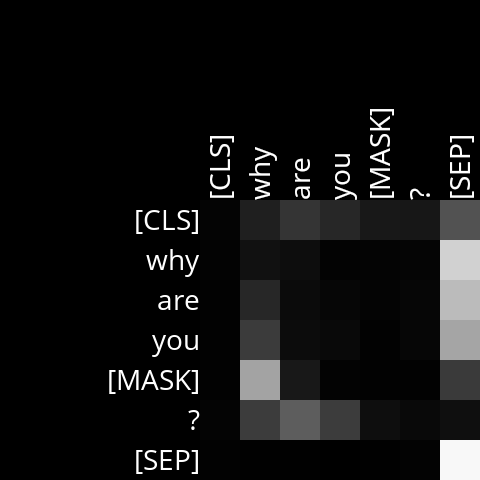 [CLS] why are you [MASK] ? [SEP]
[CLS]
why
are
you
[MASK]
?
[SEP]